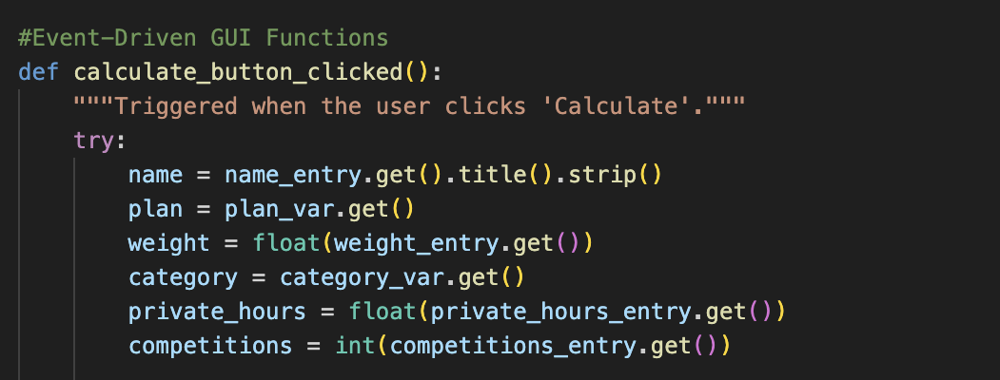 #Event-Driven GUI Functions
def calculate_button_clicked():
    """Triggered when the user clicks 'Calculate'."""
    try:
        name = name_entry.get().title().strip()
        plan = plan_var.get()
        weight = float(weight_entry.get())
        category = category_var.get()
        private_hours = float(private_hours_entry.get())
        competitions = int(competitions_entry.get())